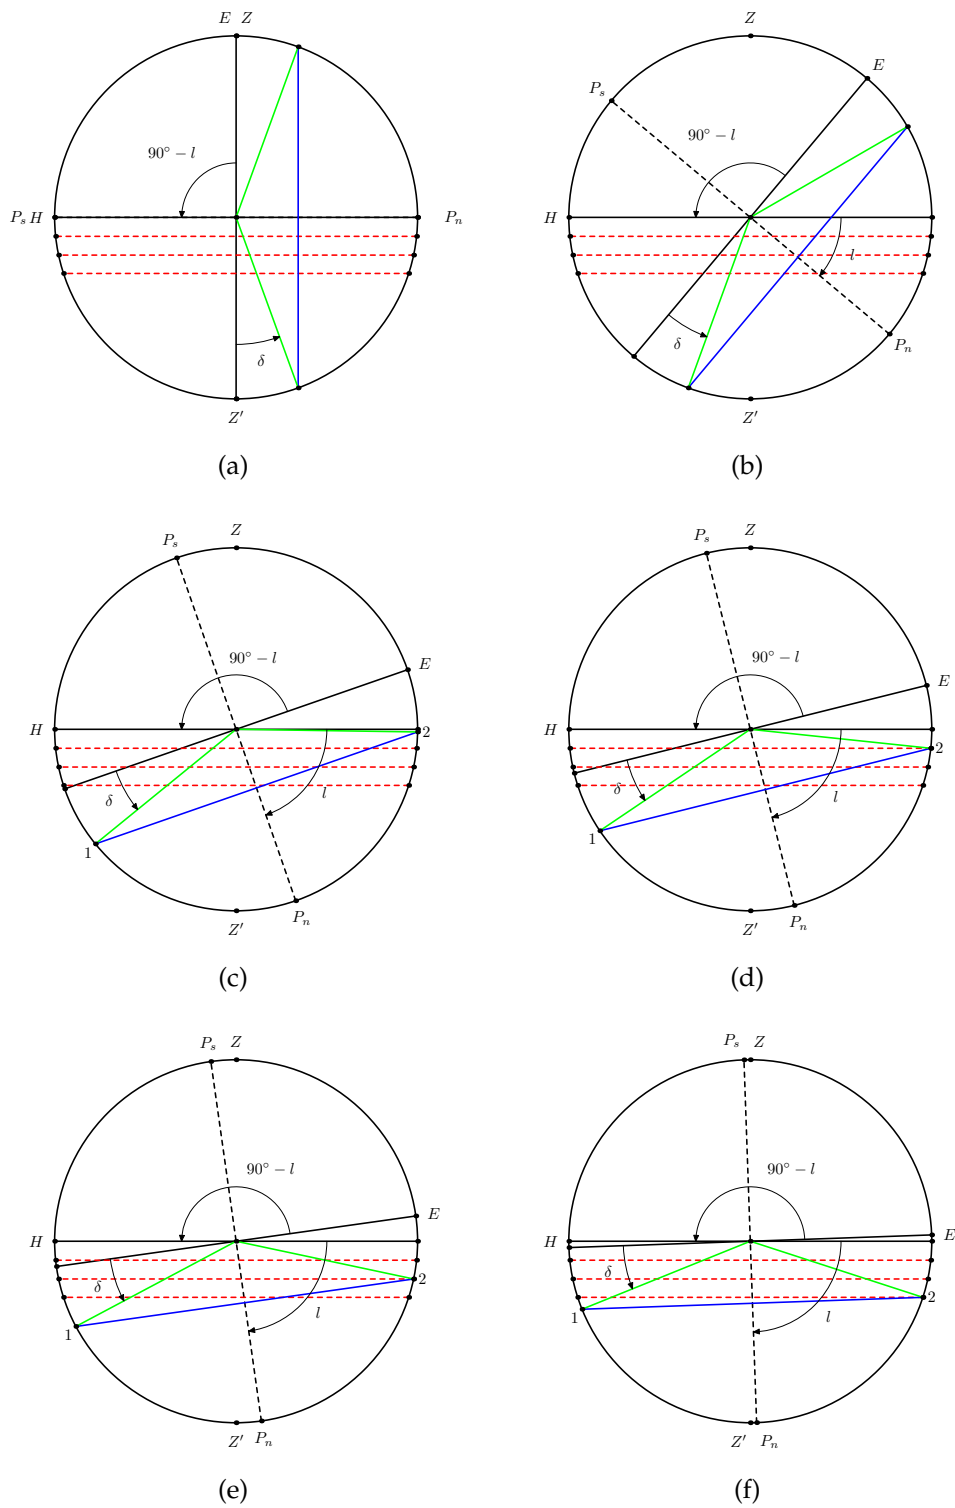 E Z
90° − l
P_s H
P_n
δ
Z′
(a)
Z
E
P_s
90° − l
H
l
δ
P_n
Z′
(b)
Z
P_s
90° − l
E
H
2
δ
l
1
P_n
Z′
(c)
Z
P_s
90° − l
E
H
2
δ
l
1
P_n
Z′
(d)
P_s Z
90° − l
E
H
δ
2
l
1
Z′ P_n
(e)
P_s Z
90° − l
E
H
δ
2
l
1
Z′ P_n
(f)